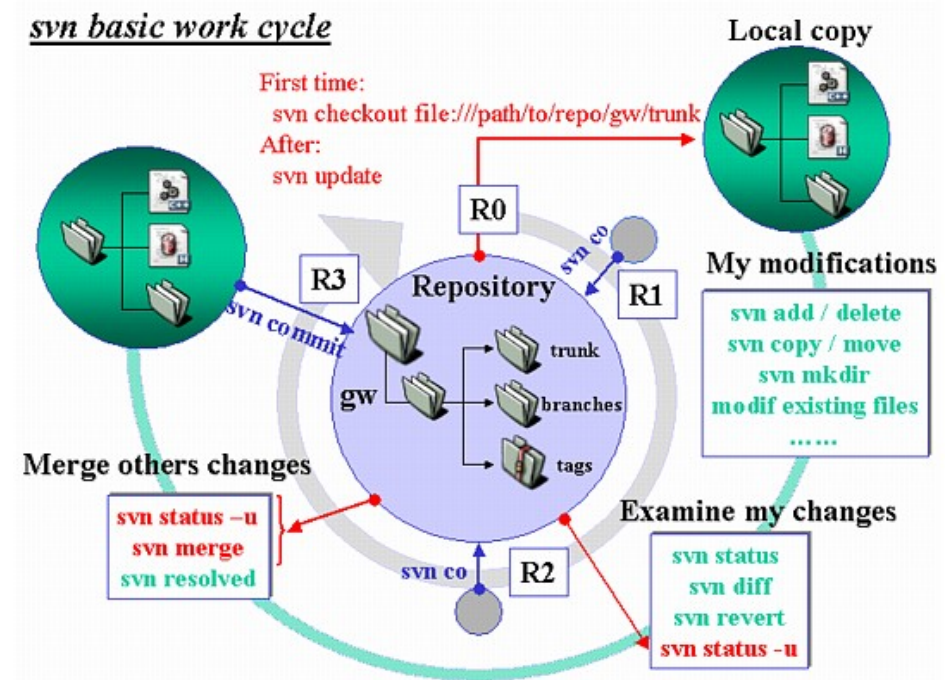 svn basic work cycle
Local copy
First time:
svn checkout file:///path/to/repo/gw/trunk
After:
svn update
R0
svn co
R1
R3
Repository
svn commit
My modifications
svn add / delete
svn copy / move
svn mkdir
modif existing files
......
trunk
gw
branches
tags
Merge others changes
svn status –u
svn merge
svn resolved
svn co
R2
Examine my changes
svn status
svn diff
svn revert
svn status -u